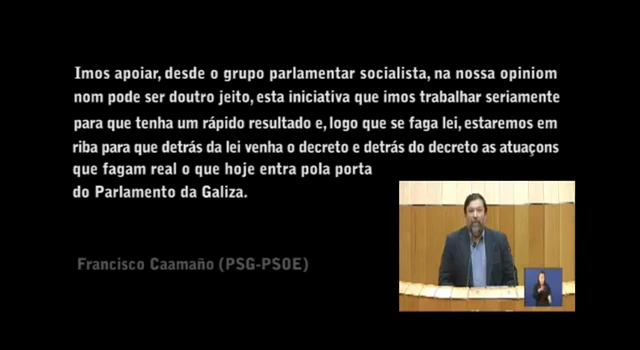 Imos apoiar, desde o grupo parlamentar socialista, na nossa opiniom
nom pode ser doutro jeito, esta iniciativa que imos trabalhar seriamente
para que tenha um rápido resultado e, logo que se faga lei, estaremos em
riba para que detrás da lei venha o decreto e detrás do decreto as atuaçons
que fagam real o que hoje entra pola porta
do Parlamento da Galiza.
Francisco Caamaño (PSG-PSOE)